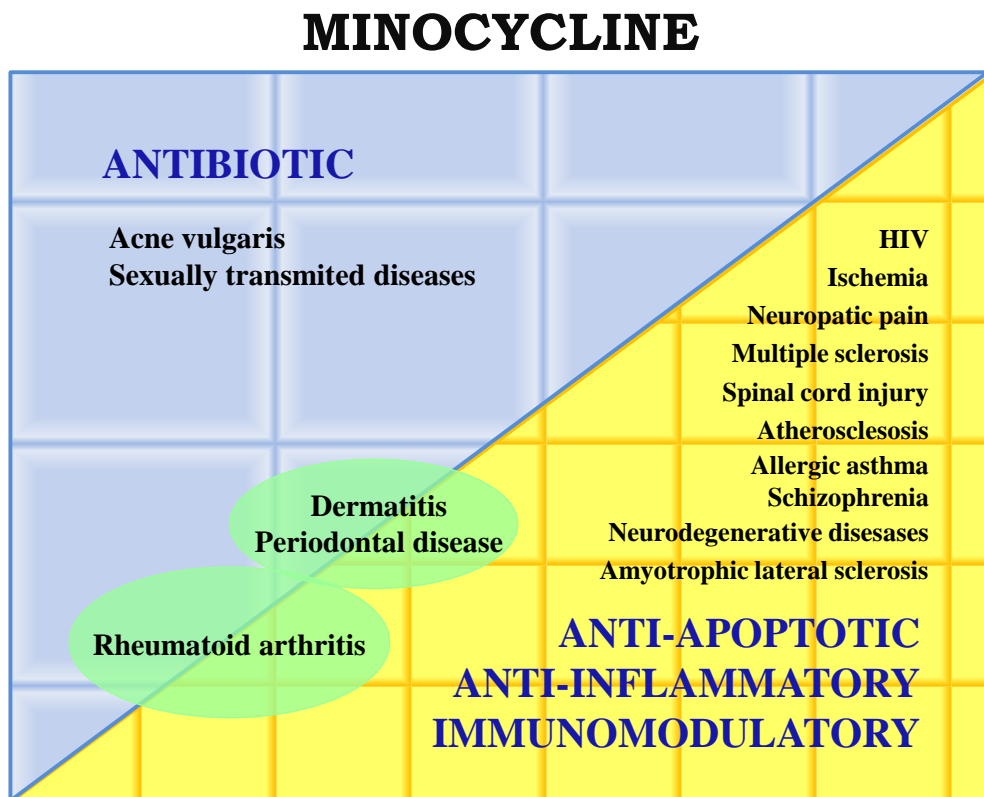 MINOCYCLINE
ANTIBIOTIC
Acne vulgaris
Sexually transmited diseases
HIV
Ischemia
Neuropatic pain
Multiple sclerosis
Spinal cord injury
Atherosclesosis
Allergic asthma
Schizophrenia
Neurodegenerative disesases
Amyotrophic lateral sclerosis
Dermatitis
Periodontal disease
Rheumatoid arthritis
ANTI-APOPTOTIC
ANTI-INFLAMMATORY
IMMUNOMODULATORY